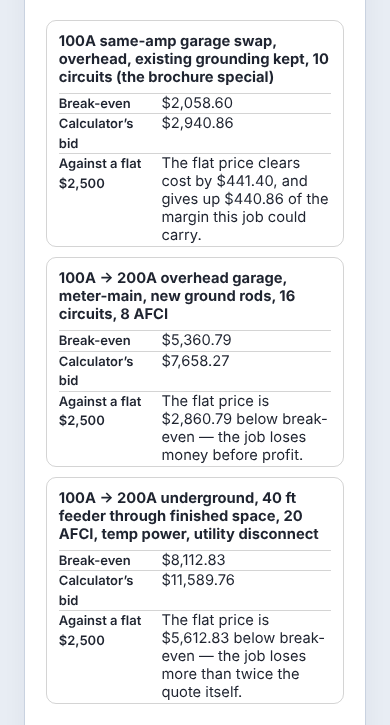 100A same-amp garage swap,
overhead, existing grounding kept, 10
circuits (the brochure special)
Break-even $2,058.60
Calculator's $2,940.86
bid
Against a flat The flat price clears
$2,500 cost by $441.40, and
gives up $440.86 of the
margin this job could
carry.
100A → 200A overhead garage,
meter-main, new ground rods, 16
circuits, 8 AFCI
Break-even $5,360.79
Calculator's $7,658.27
bid
Against a flat The flat price is
$2,500 $2,860.79 below break-
even — the job loses
money before profit.
100A → 200A underground, 40 ft
feeder through finished space, 20
AFCI, temp power, utility disconnect
Break-even $8,112.83
Calculator's $11,589.76
bid
Against a flat The flat price is
$2,500 $5,612.83 below break-
even — the job loses
more than twice the
quote itself.